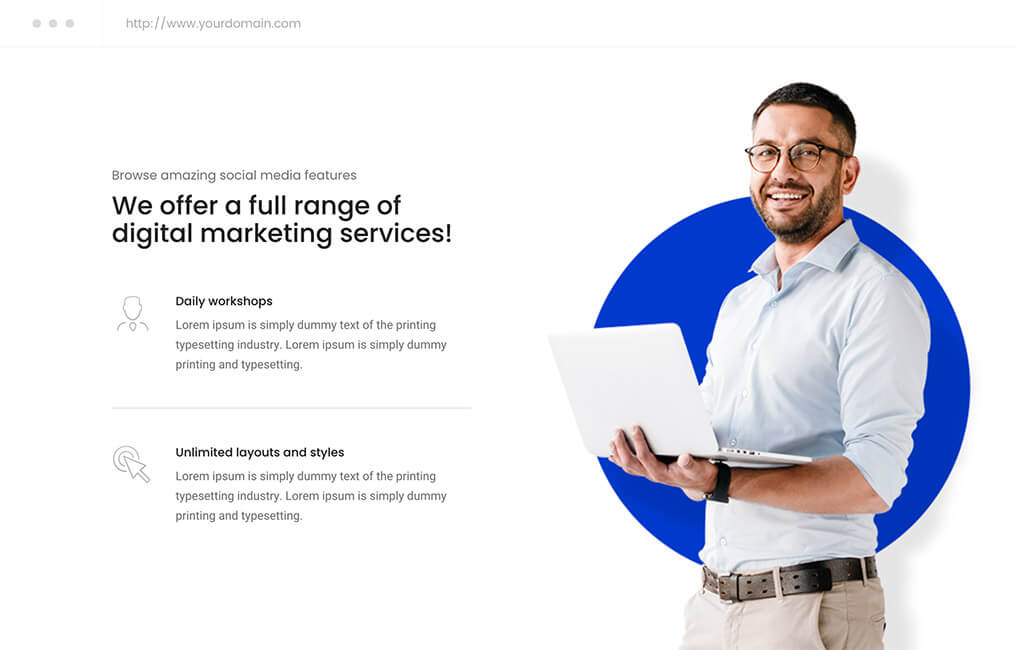 http://www.yourdomain.com
Browse amazing social media features
We offer a full range of
digital marketing services!
Daily workshops
Lorem ipsum is simply dummy text of the printing
typesetting industry. Lorem ipsum is simply dummy
printing and typesetting.
Unlimited layouts and styles
Lorem ipsum is simply dummy text of the printing
typesetting industry. Lorem ipsum is simply dummy
printing and typesetting.